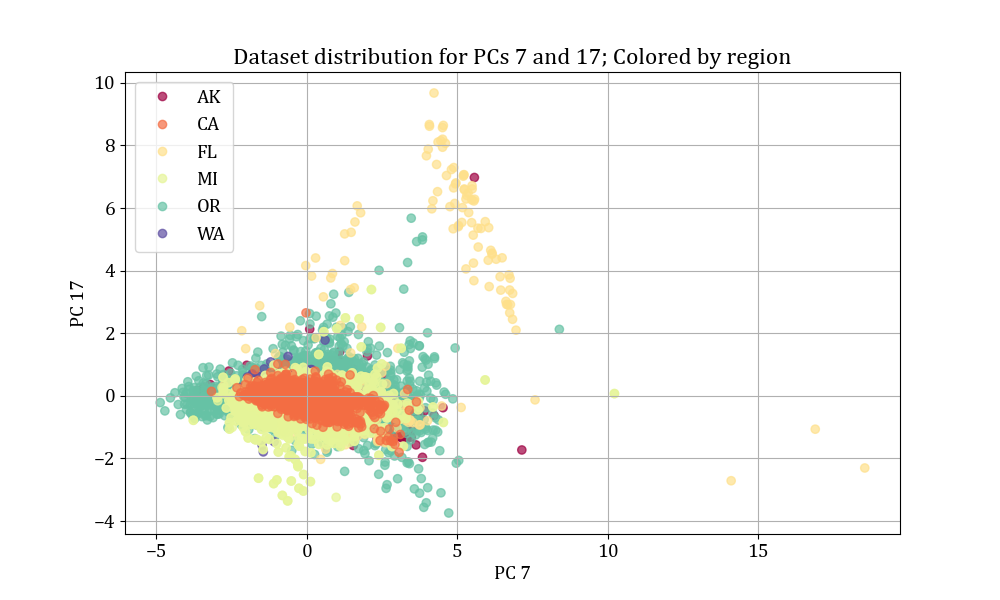 Dataset distribution for PCs 7 and 17; Colored by region
10
8
6
4
2
0
−2
−4
PC 17
AK
CA
FL
MI
OR
WA
−5
0
5
10
15
PC 7